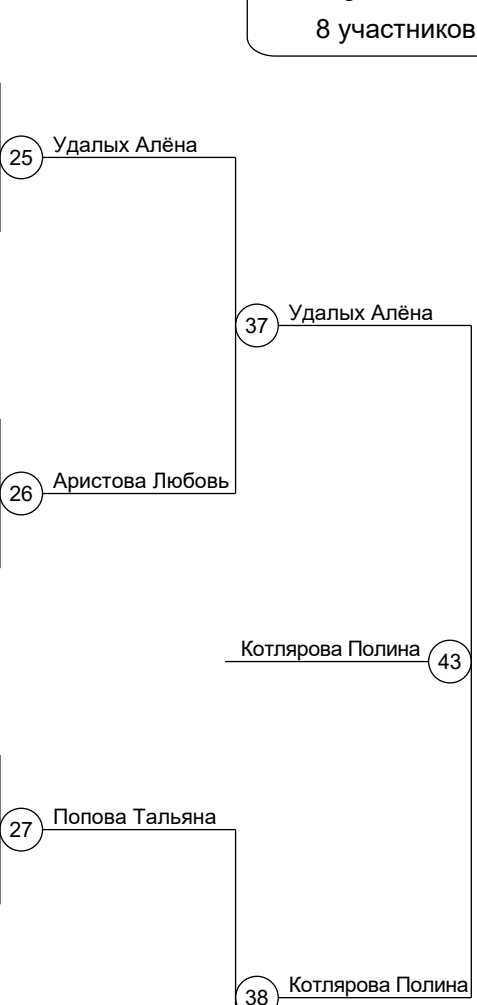 8 участников
25 Удалых Алёна
37 Удалых Алёна
26 Аристова Любовь
Котлярова Полина 43
27 Попова Тальяна
38 Котлярова Полина